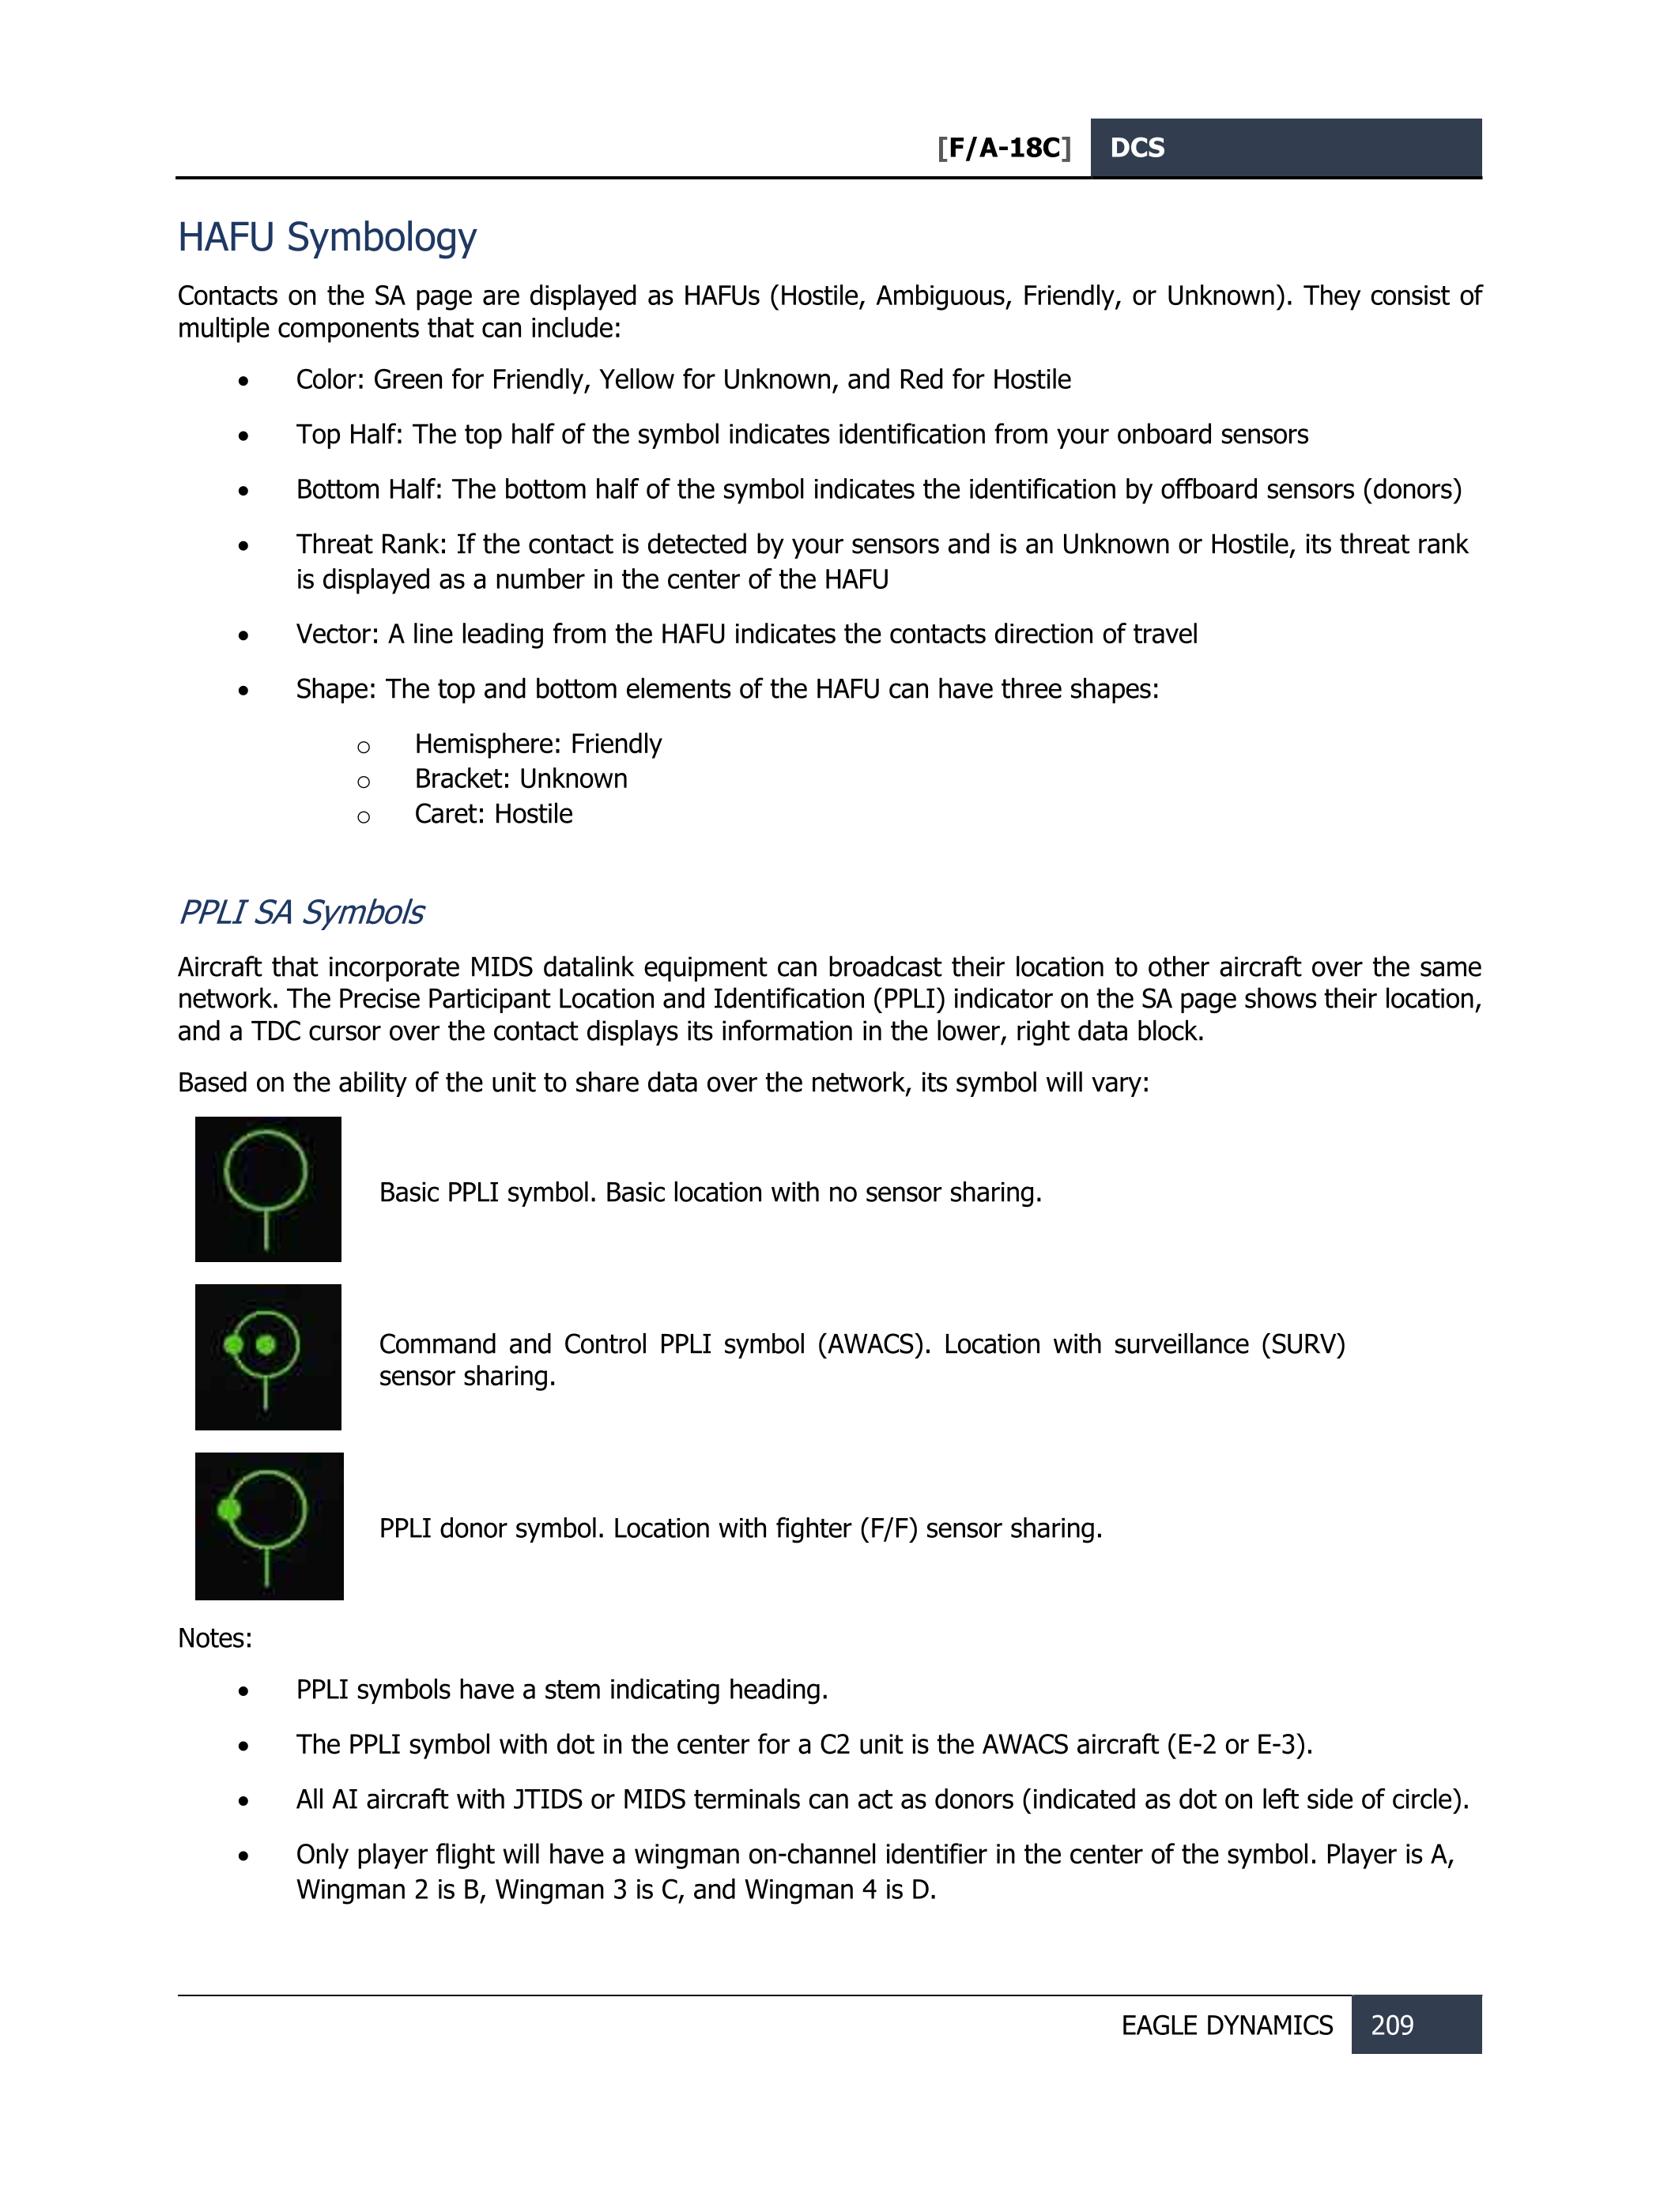 [F/A-18C] DCS
HAFU Symbology
Contacts on the SA page are displayed as HAFUs (Hostile, Ambiguous, Friendly, or Unknown). They consist of
multiple components that can include:
• Color: Green for Friendly, Yellow for Unknown, and Red for Hostile
• Top Half: The top half of the symbol indicates identification from your onboard sensors
• Bottom Half: The bottom half of the symbol indicates the identification by offboard sensors (donors)
• Threat Rank: If the contact is detected by your sensors and is an Unknown or Hostile, its threat rank
is displayed as a number in the center of the HAFU
• Vector: A line leading from the HAFU indicates the contacts direction of travel
• Shape: The top and bottom elements of the HAFU can have three shapes:
o Hemisphere: Friendly
o Bracket: Unknown
o Caret: Hostile
PPLI SA Symbols
Aircraft that incorporate MIDS datalink equipment can broadcast their location to other aircraft over the same
network. The Precise Participant Location and Identification (PPLI) indicator on the SA page shows their location,
and a TDC cursor over the contact displays its information in the lower, right data block.
Based on the ability of the unit to share data over the network, its symbol will vary:
Basic PPLI symbol. Basic location with no sensor sharing.
Command and Control PPLI symbol (AWACS). Location with surveillance (SURV)
sensor sharing.
PPLI donor symbol. Location with fighter (F/F) sensor sharing.
Notes:
• PPLI symbols have a stem indicating heading.
• The PPLI symbol with dot in the center for a C2 unit is the AWACS aircraft (E-2 or E-3).
• All AI aircraft with JTIDS or MIDS terminals can act as donors (indicated as dot on left side of circle).
• Only player flight will have a wingman on-channel identifier in the center of the symbol. Player is A,
Wingman 2 is B, Wingman 3 is C, and Wingman 4 is D.
EAGLE DYNAMICS 209